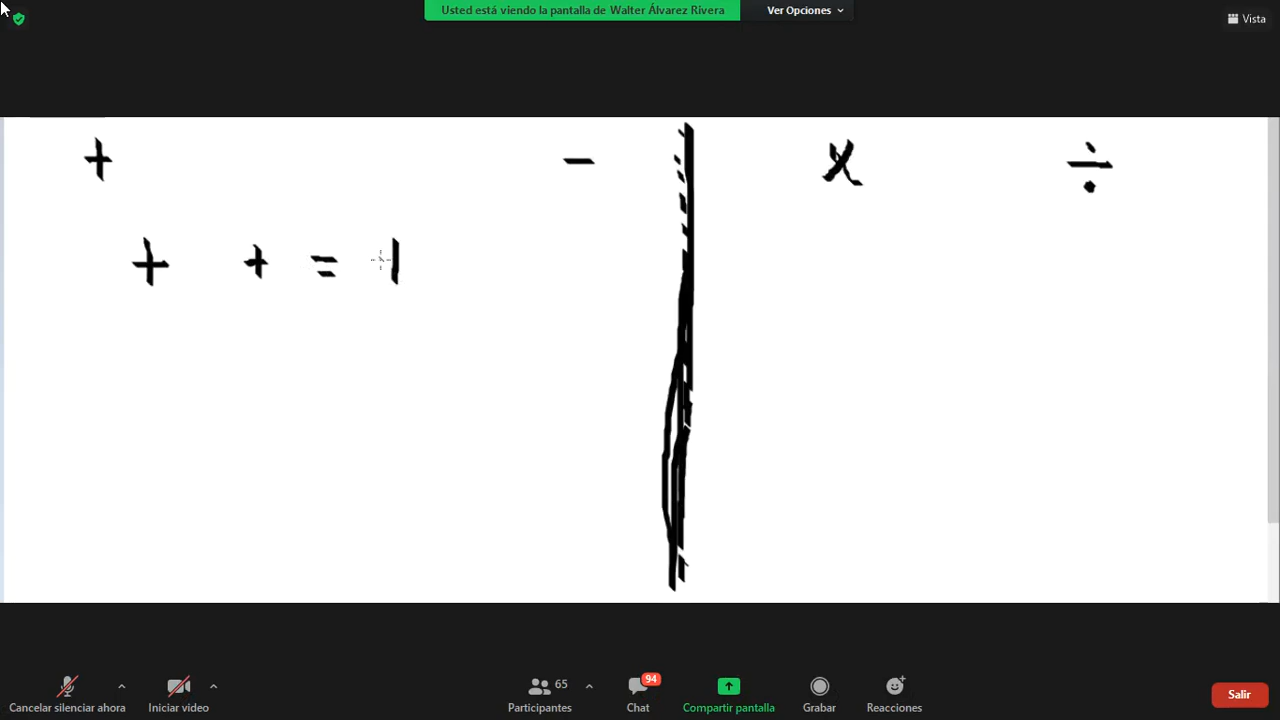 Usted está viendo la pantalla de Walter Álvarez Rivera Ver Opciones
Vista
+ - x ÷
+ + = 1
65 94
Cancelar silenciar ahora Iniciar video Participantes Chat Compartir pantalla Grabar Reacciones Salir